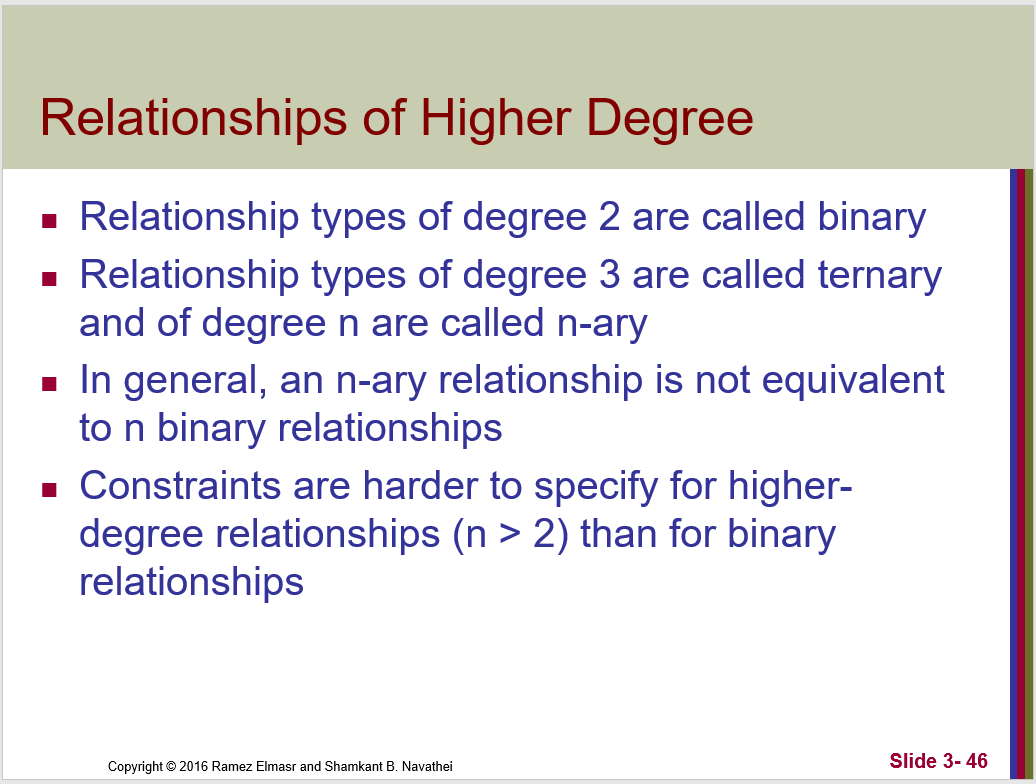 Relationships of Higher Degree
Relationship types of degree 2 are called binary
Relationship types of degree 3 are called ternary
and of degree n are called n-ary
In general, an n-ary relationship is not equivalent
to n binary relationships
Constraints are harder to specify for higher-
degree relationships (n > 2) than for binary
relationships
Copyright © 2016 Ramez Elmasr and Shamkant B. Navathei
Slide 3- 46